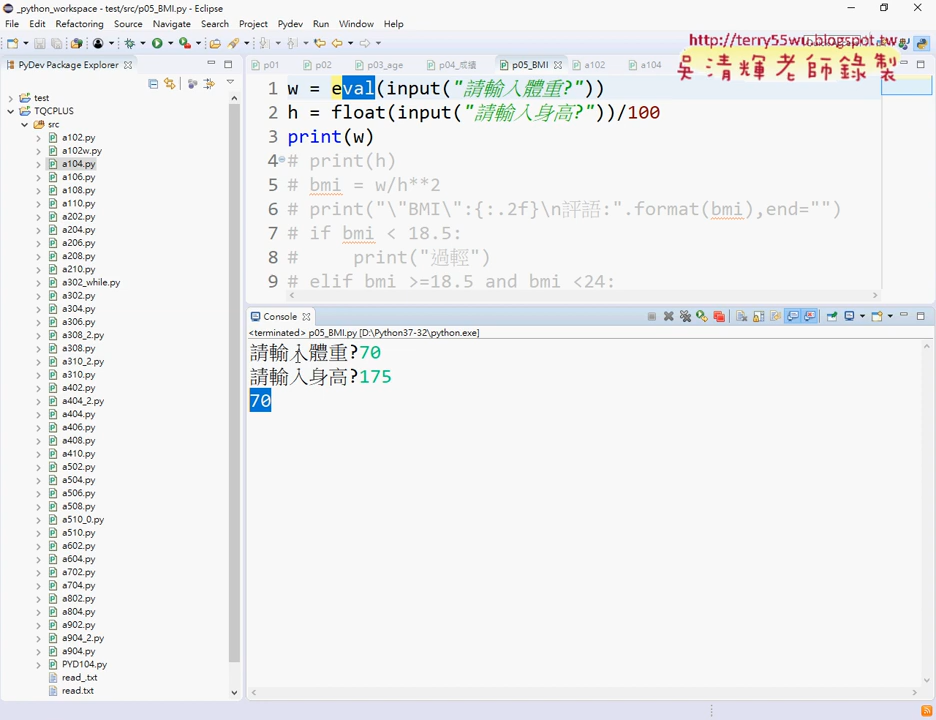 _python_workspace - test/src/p05_BMI.py - Eclipse
File Edit Refactoring Source Navigate Search Project Pydev Run Window Help
http://terry55wu.blogspot.tw
吳清輝老師錄製
PyDev Package Explorer
p01 p02 p03_age p04_成績 p05_BMI a102 a104
test
TQCPLUS
src
a102.py
a102w.py
a104.py
a106.py
a108.py
a110.py
a202.py
a204.py
a206.py
a208.py
a210.py
a302_while.py
a302.py
a304.py
a306.py
a308_2.py
a308.py
a310_2.py
a310.py
a402.py
a404_2.py
a404.py
a406.py
a408.py
a410.py
a502.py
a504.py
a506.py
a508.py
a510_0.py
a510.py
a602.py
a604.py
a702.py
a704.py
a802.py
a804.py
a902.py
a904_2.py
a904.py
PYD104.py
read_.txt
read.txt
1 w = eval(input("請輸入體重?"))
2 h = float(input("請輸入身高?"))/100
3 print(w)
4 # print(h)
5 # bmi = w/h**2
6 # print("\"BMI\":{:.2f}\n評語:".format(bmi),end="")
7 # if bmi < 18.5:
8 #     print("過輕")
9 # elif bmi >=18.5 and bmi <24:
Console
<terminated> p05_BMI.py [D:\Python37-32\python.exe]
請輸入體重?70
請輸入身高?175
70